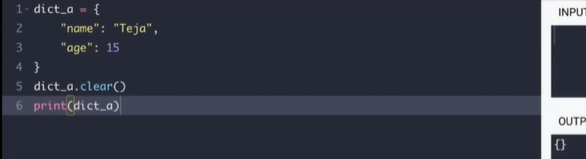 1 dict_a = {
2 "name": "Teja",
3 "age": 15
4 }
5 dict_a.clear()
6 print(dict_a)
INPUT
OUTP
{}